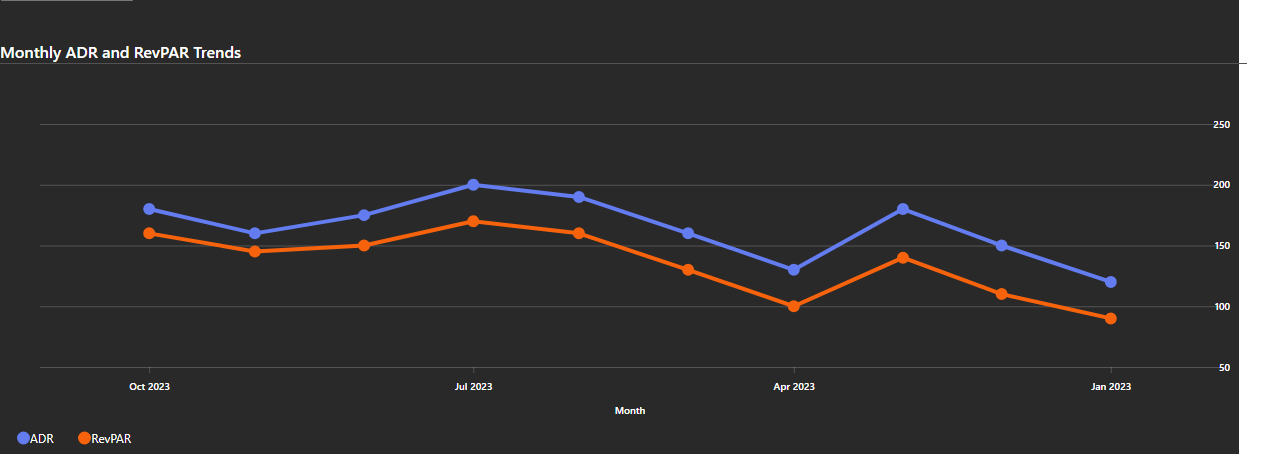 Monthly ADR and RevPAR Trends
250
200
150
100
50
Oct 2023 Jul 2023 Apr 2023 Jan 2023
Month
ADR RevPAR